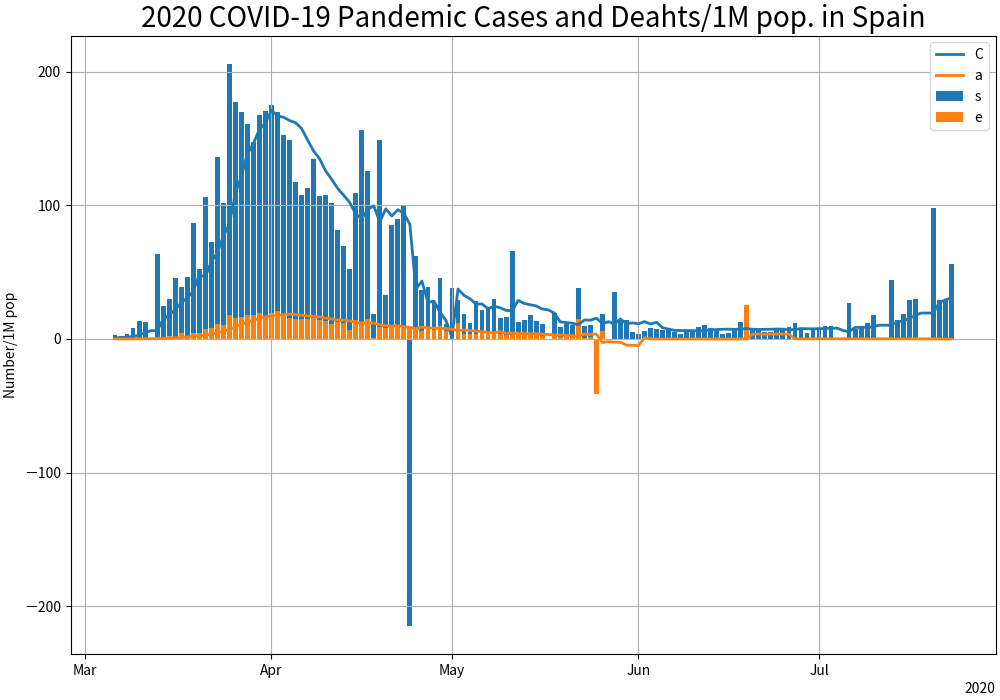 2020 COVID-19 Pandemic Cases and Deahts/1M pop. in Spain
C
a
s
e
200
100
0
−100
−200
Number/1M pop
Mar Apr May Jun Jul
2020